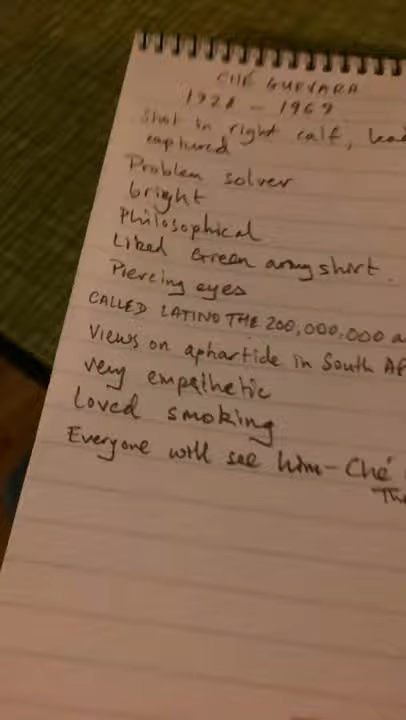 CHÉ GUEVARA
1928 - 1969
Shot in right calf,
captured
Problem solver
bright
Philosophical
Liked Green army shirt.
Piercing eyes
CALLED LATINO THE 200,000,000
Views on aphartide in South
very empathetic
Loved smoking
Everyone will see him - Ché